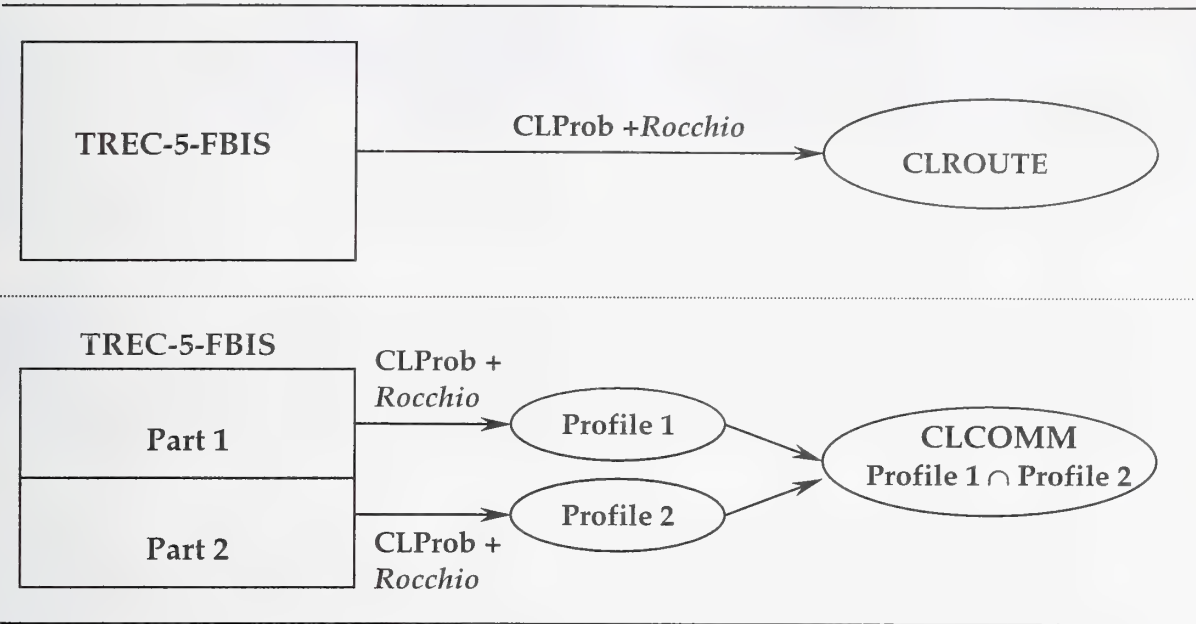 TREC-5-FBIS
CLProb +Rocchio
CLROUTE
TREC-5-FBIS
Part 1
Part 2
CLProb +
Rocchio
CLProb +
Rocchio
Profile 1
Profile 2
CLCOMM
Profile 1 ∩ Profile 2